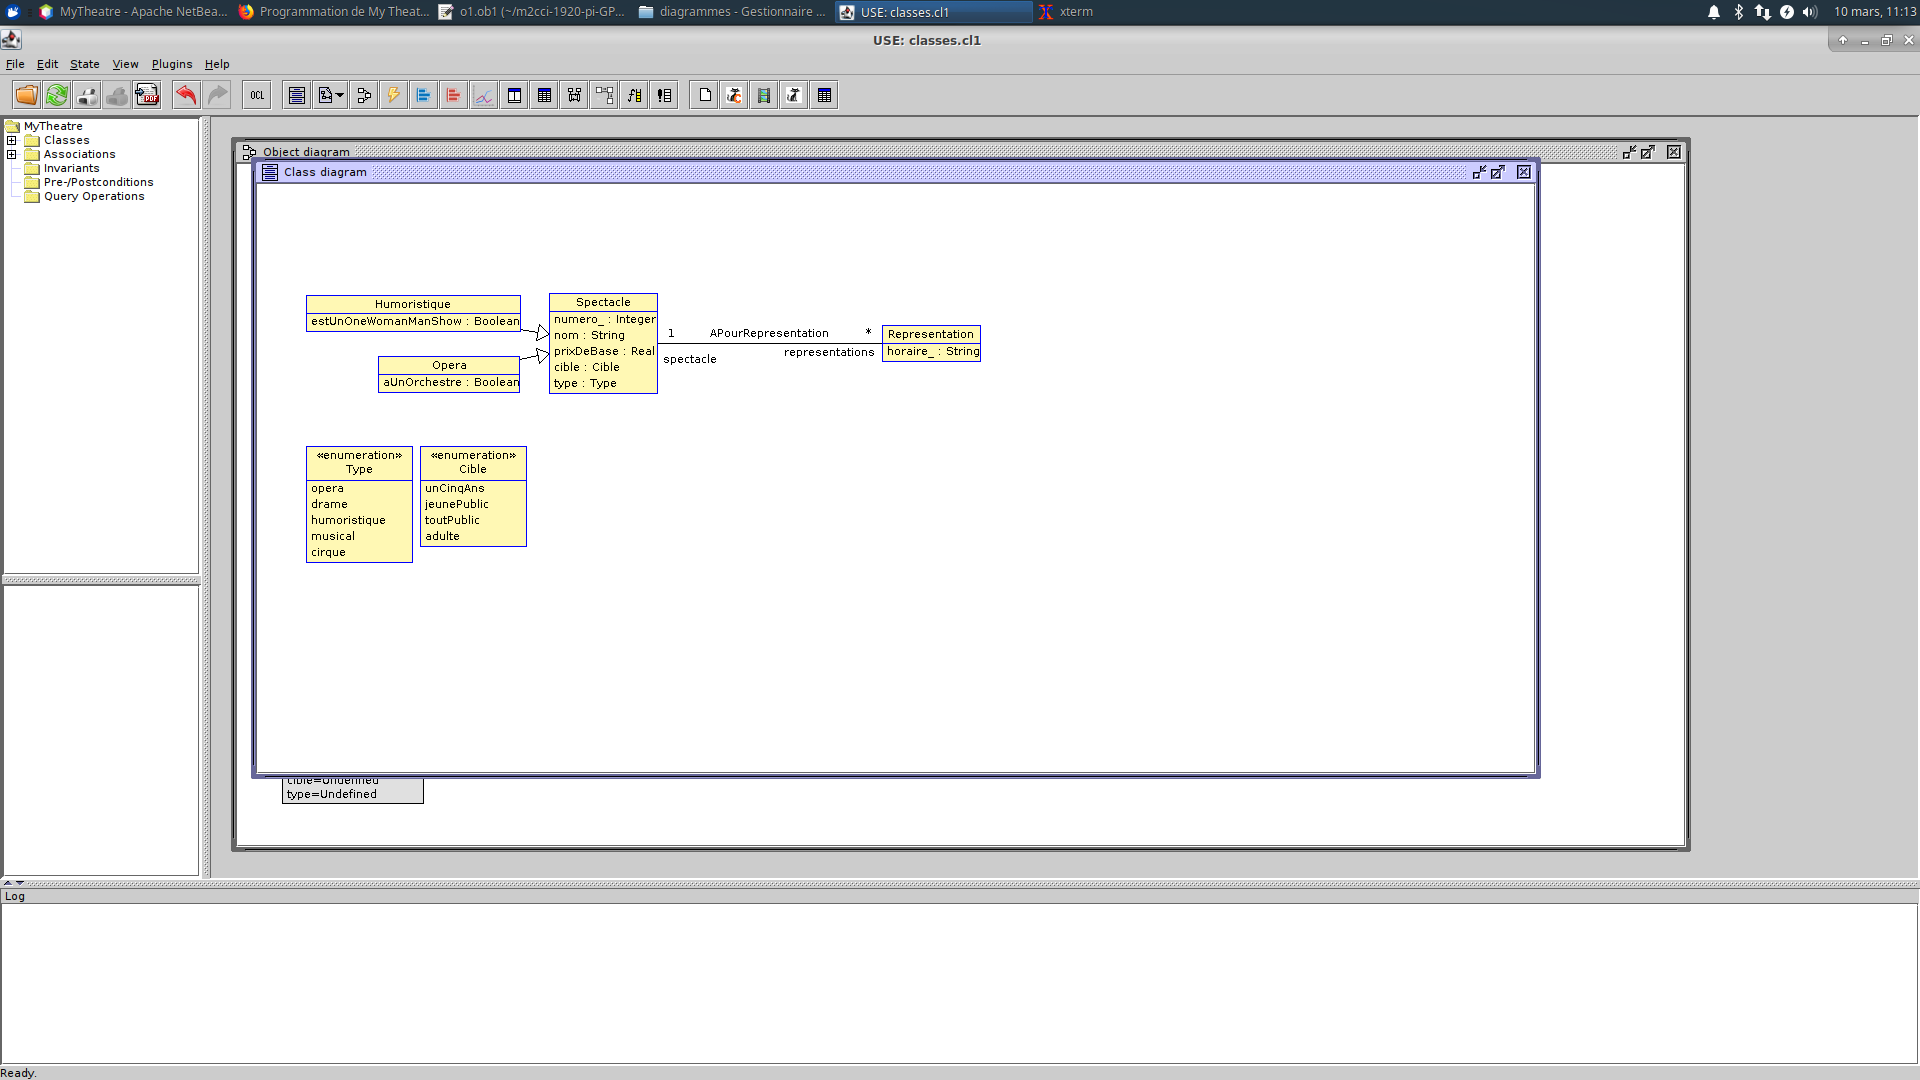 MyTheatre - Apache NetBea...
Programmation de My Theat...
o1.ob1 (~/m2cci-1920-pi-GP...
diagrammes - Gestionnaire ...
USE: classes.cl1
xterm
10 mars, 11:13
USE: classes.cl1
File Edit State View Plugins Help
OCL
PDF
MyTheatre
Classes
Associations
Invariants
Pre-/Postconditions
Query Operations
Object diagram
Class diagram
Humoristique
estUnOneWomanManShow : Boolean
Opera
aUnOrchestre : Boolean
Spectacle
numero_ : Integer
nom : String
prixDeBase : Real
cible : Cible
type : Type
1 APourRepresentation *
spectacle representations
Representation
horaire_ : String
«enumeration»
Type
opera
drame
humoristique
musical
cirque
«enumeration»
Cible
unCinqAns
jeunePublic
toutPublic
adulte
cible=Undefined
type=Undefined
Log
Ready.